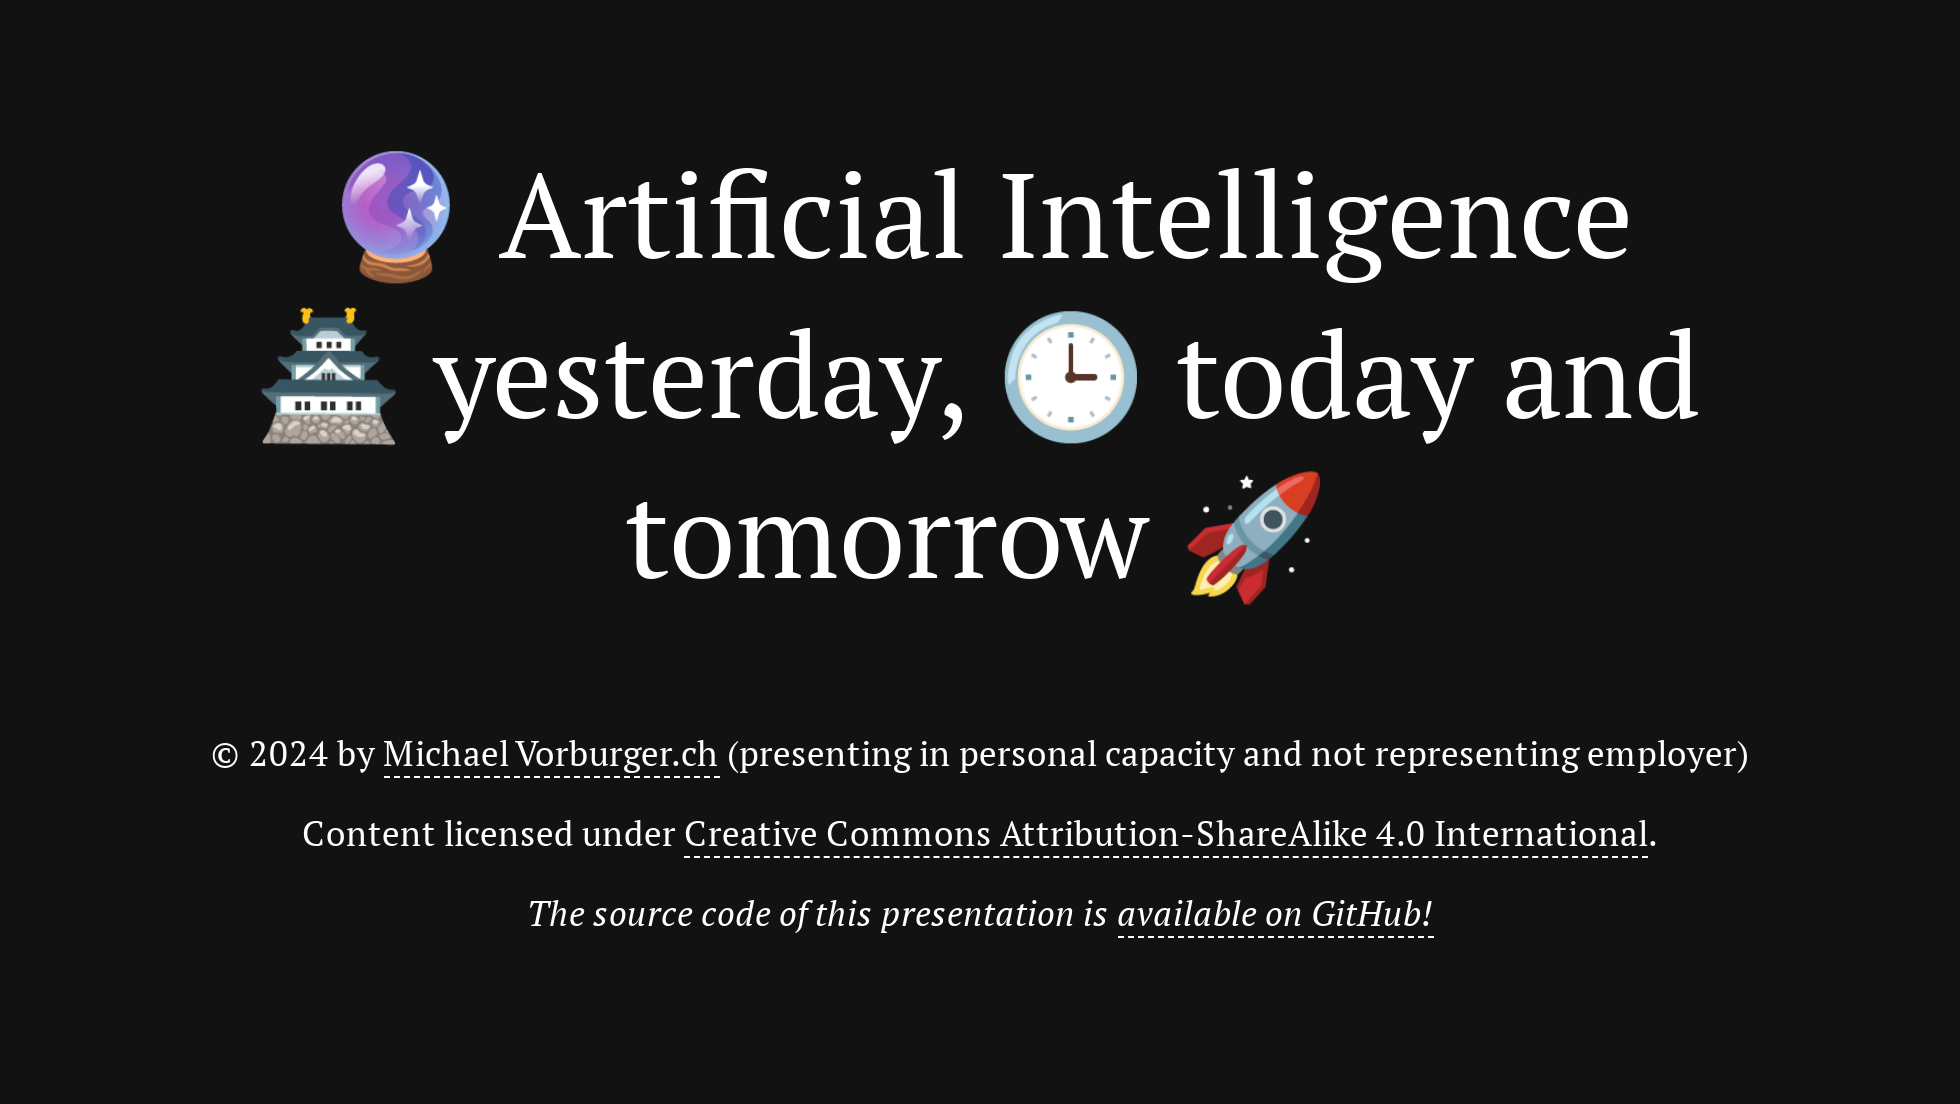 🔮 Artificial Intelligence
🏯 yesterday, 🕒 today and
tomorrow 🚀
© 2024 by Michael Vorburger.ch (presenting in personal capacity and not representing employer)
Content licensed under Creative Commons Attribution-ShareAlike 4.0 International.
The source code of this presentation is available on GitHub!